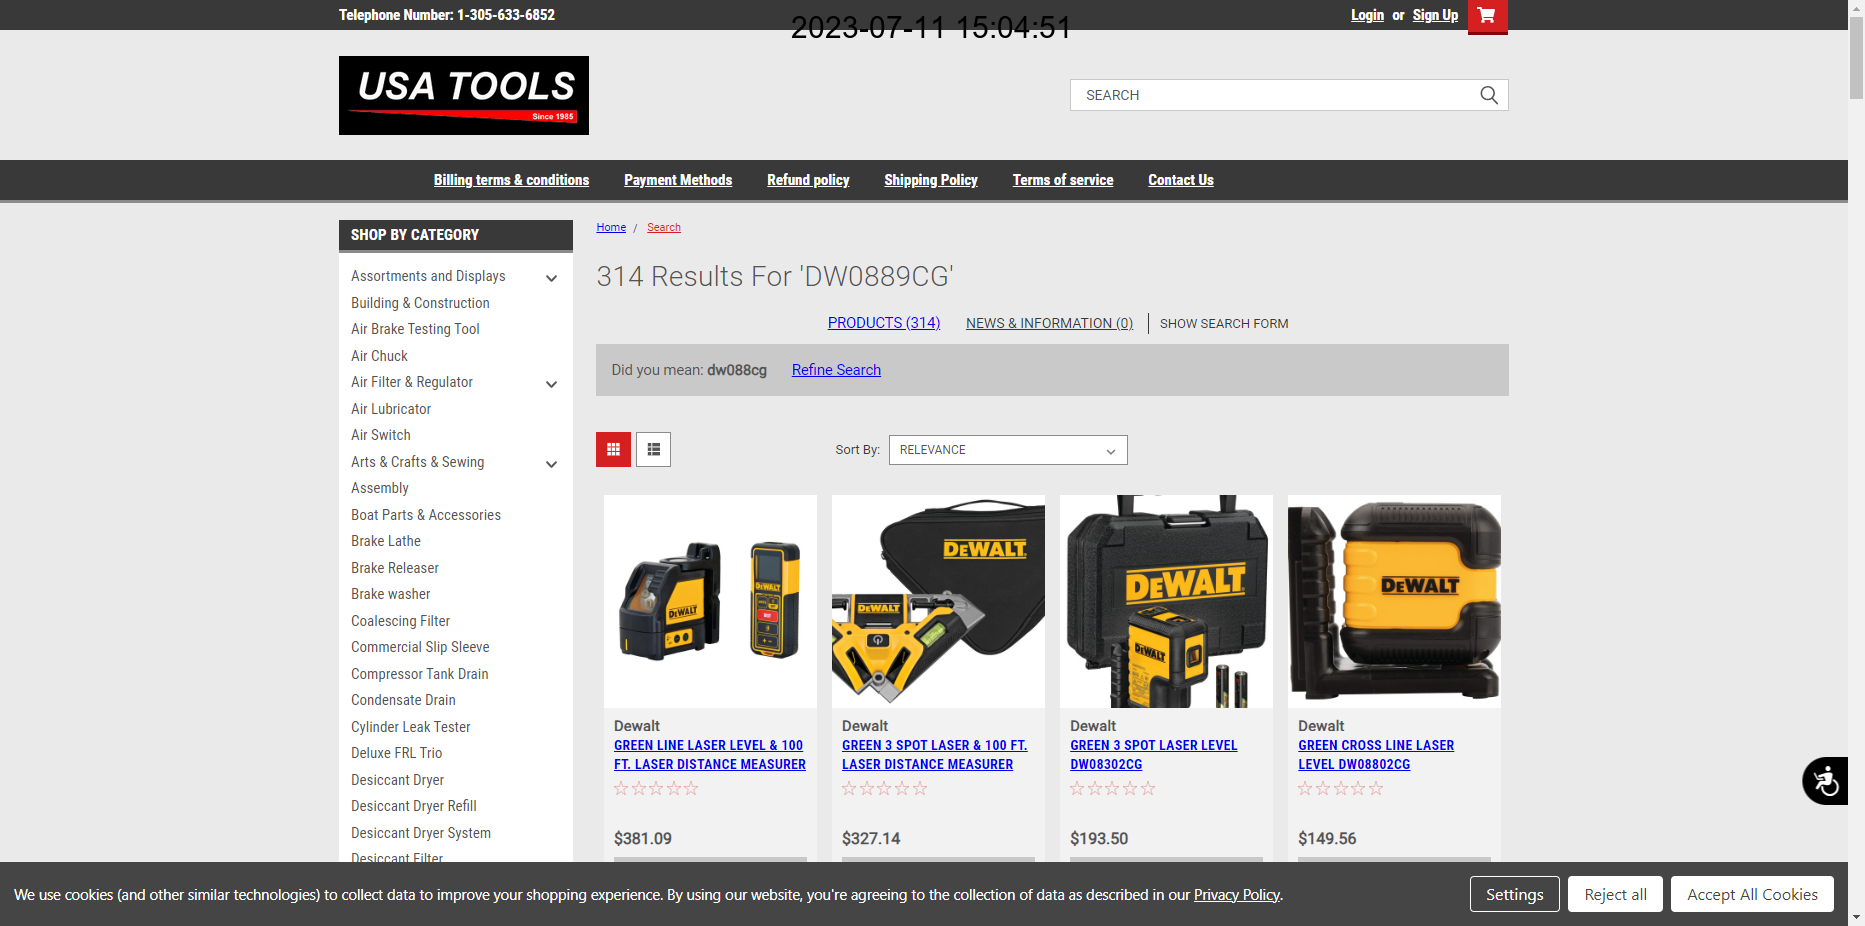 Telephone Number: 1-305-633-6852
2023-07-11 15:04:51
Login or Sign Up
USA TOOLS
Since 1985
SEARCH
Billing terms & conditions
Payment Methods
Refund policy
Shipping Policy
Terms of service
Contact Us
SHOP BY CATEGORY
Assortments and Displays
Building & Construction
Air Brake Testing Tool
Air Chuck
Air Filter & Regulator
Air Lubricator
Air Switch
Arts & Crafts & Sewing
Assembly
Boat Parts & Accessories
Brake Lathe
Brake Releaser
Brake washer
Coalescing Filter
Commercial Slip Sleeve
Compressor Tank Drain
Condensate Drain
Cylinder Leak Tester
Deluxe FRL Trio
Desiccant Dryer
Desiccant Dryer Refill
Desiccant Dryer System
Desiccant Filter
Home / Search
314 Results For 'DW0889CG'
PRODUCTS (314)
NEWS & INFORMATION (0)
SHOW SEARCH FORM
Did you mean: dw088cg
Refine Search
Sort By:
RELEVANCE
DEWALT
DEWALT
DEWALT
DEWALT
DEWALT
DEWALT
DEWALT
Dewalt
GREEN LINE LASER LEVEL & 100
FT. LASER DISTANCE MEASURER
$381.09
Dewalt
GREEN 3 SPOT LASER & 100 FT.
LASER DISTANCE MEASURER
$327.14
Dewalt
GREEN 3 SPOT LASER LEVEL
DW08302CG
$193.50
Dewalt
GREEN CROSS LINE LASER
LEVEL DW08802CG
$149.56
We use cookies (and other similar technologies) to collect data to improve your shopping experience. By using our website, you're agreeing to the collection of data as described in our Privacy Policy.
Settings
Reject all
Accept All Cookies